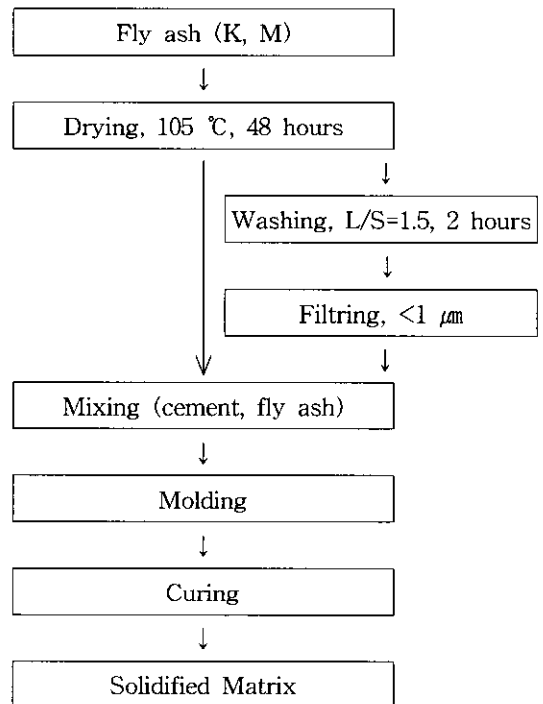 Fly ash (K, M)
↓
Drying, 105 ℃, 48 hours
↓
Washing, L/S=1.5, 2 hours
↓
Filtring, <1 ㎛
↓
Mixing (cement, fly ash)
↓
Molding
↓
Curing
↓
Solidified Matrix